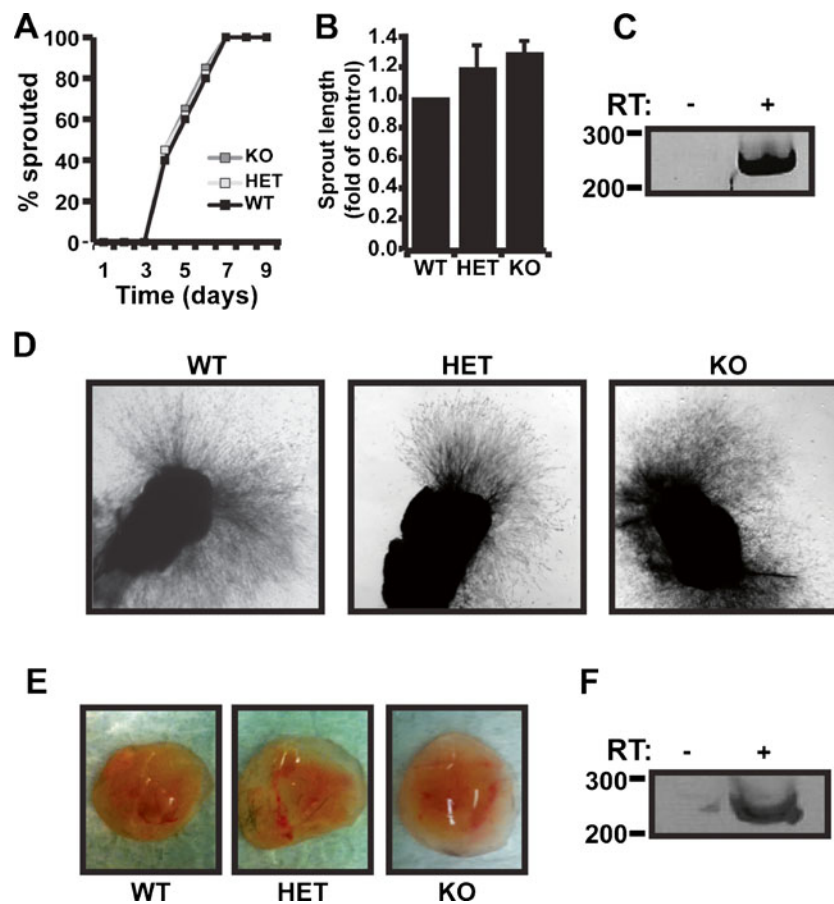 A
% sprouted
100
80
60
40
20
0
KO
HET
WT
1 3 5 7 9
Time (days)
B
Sprout length
(fold of control)
1.4
1.2
1.0
0.8
0.6
0.4
0.2
0.0
WT HET KO
C
RT: - +
300
200
D
WT HET KO
E
WT HET KO
F
RT: - +
300
200